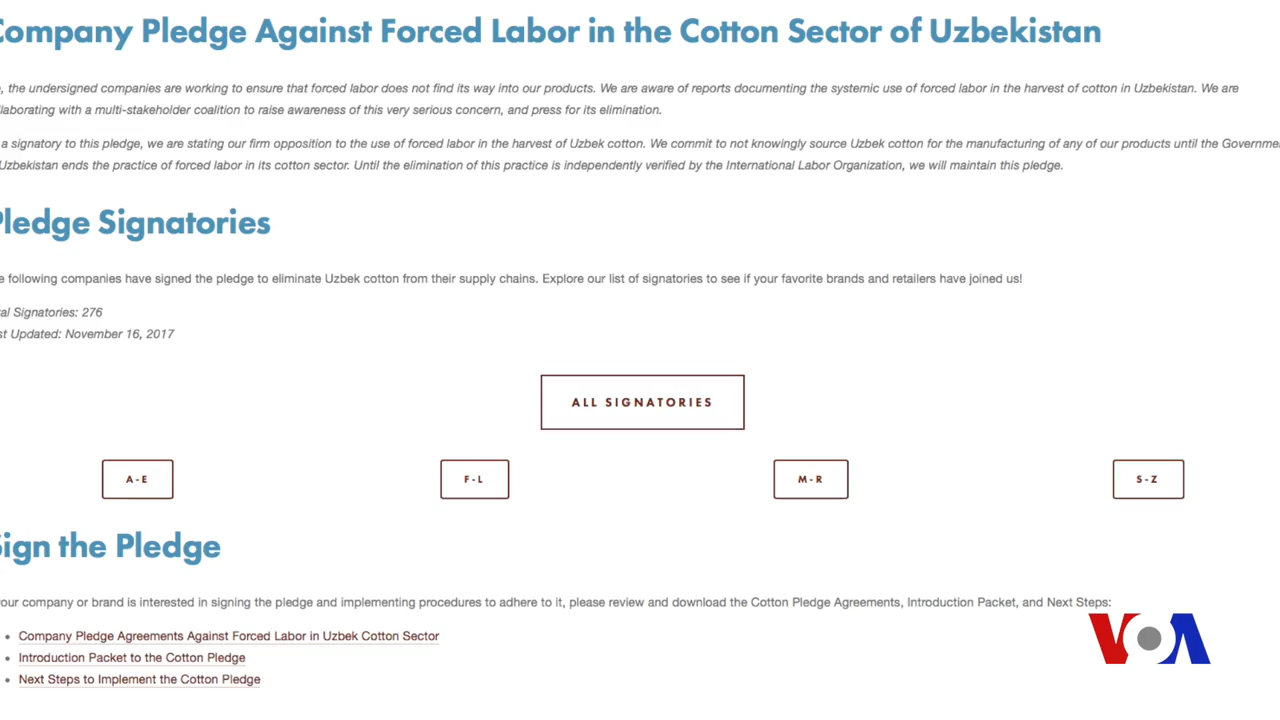 Company Pledge Against Forced Labor in the Cotton Sector of Uzbekistan
, the undersigned companies are working to ensure that forced labor does not find its way into our products. We are aware of reports documenting the systemic use of forced labor in the harvest of cotton in Uzbekistan. We are
laborating with a multi-stakeholder coalition to raise awareness of this very serious concern, and press for its elimination.
a signatory to this pledge, we are stating our firm opposition to the use of forced labor in the harvest of Uzbek cotton. We commit to not knowingly source Uzbek cotton for the manufacturing of any of our products until the Governme
Uzbekistan ends the practice of forced labor in its cotton sector. Until the elimination of this practice is independently verified by the International Labor Organization, we will maintain this pledge.
Pledge Signatories
e following companies have signed the pledge to eliminate Uzbek cotton from their supply chains. Explore our list of signatories to see if your favorite brands and retailers have joined us!
al Signatories: 276
st Updated: November 16, 2017
ALL SIGNATORIES
A-E
F-L
M-R
S-Z
Sign the Pledge
our company or brand is interested in signing the pledge and implementing procedures to adhere to it, please review and download the Cotton Pledge Agreements, Introduction Packet, and Next Steps:
• Company Pledge Agreements Against Forced Labor in Uzbek Cotton Sector
• Introduction Packet to the Cotton Pledge
• Next Steps to Implement the Cotton Pledge
VOA